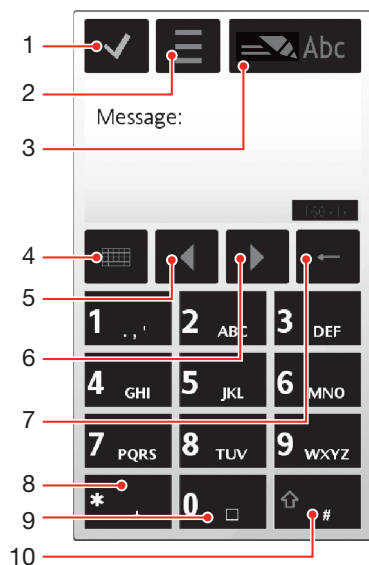 1
2
3
Abc
Message:
4
5
6
7
1 . , '
2 ABC
3 DEF
4 GHI
5 JKL
6 MNO
7 PQRS
8 TUV
9 WXYZ
8
* +
0
#
9
10